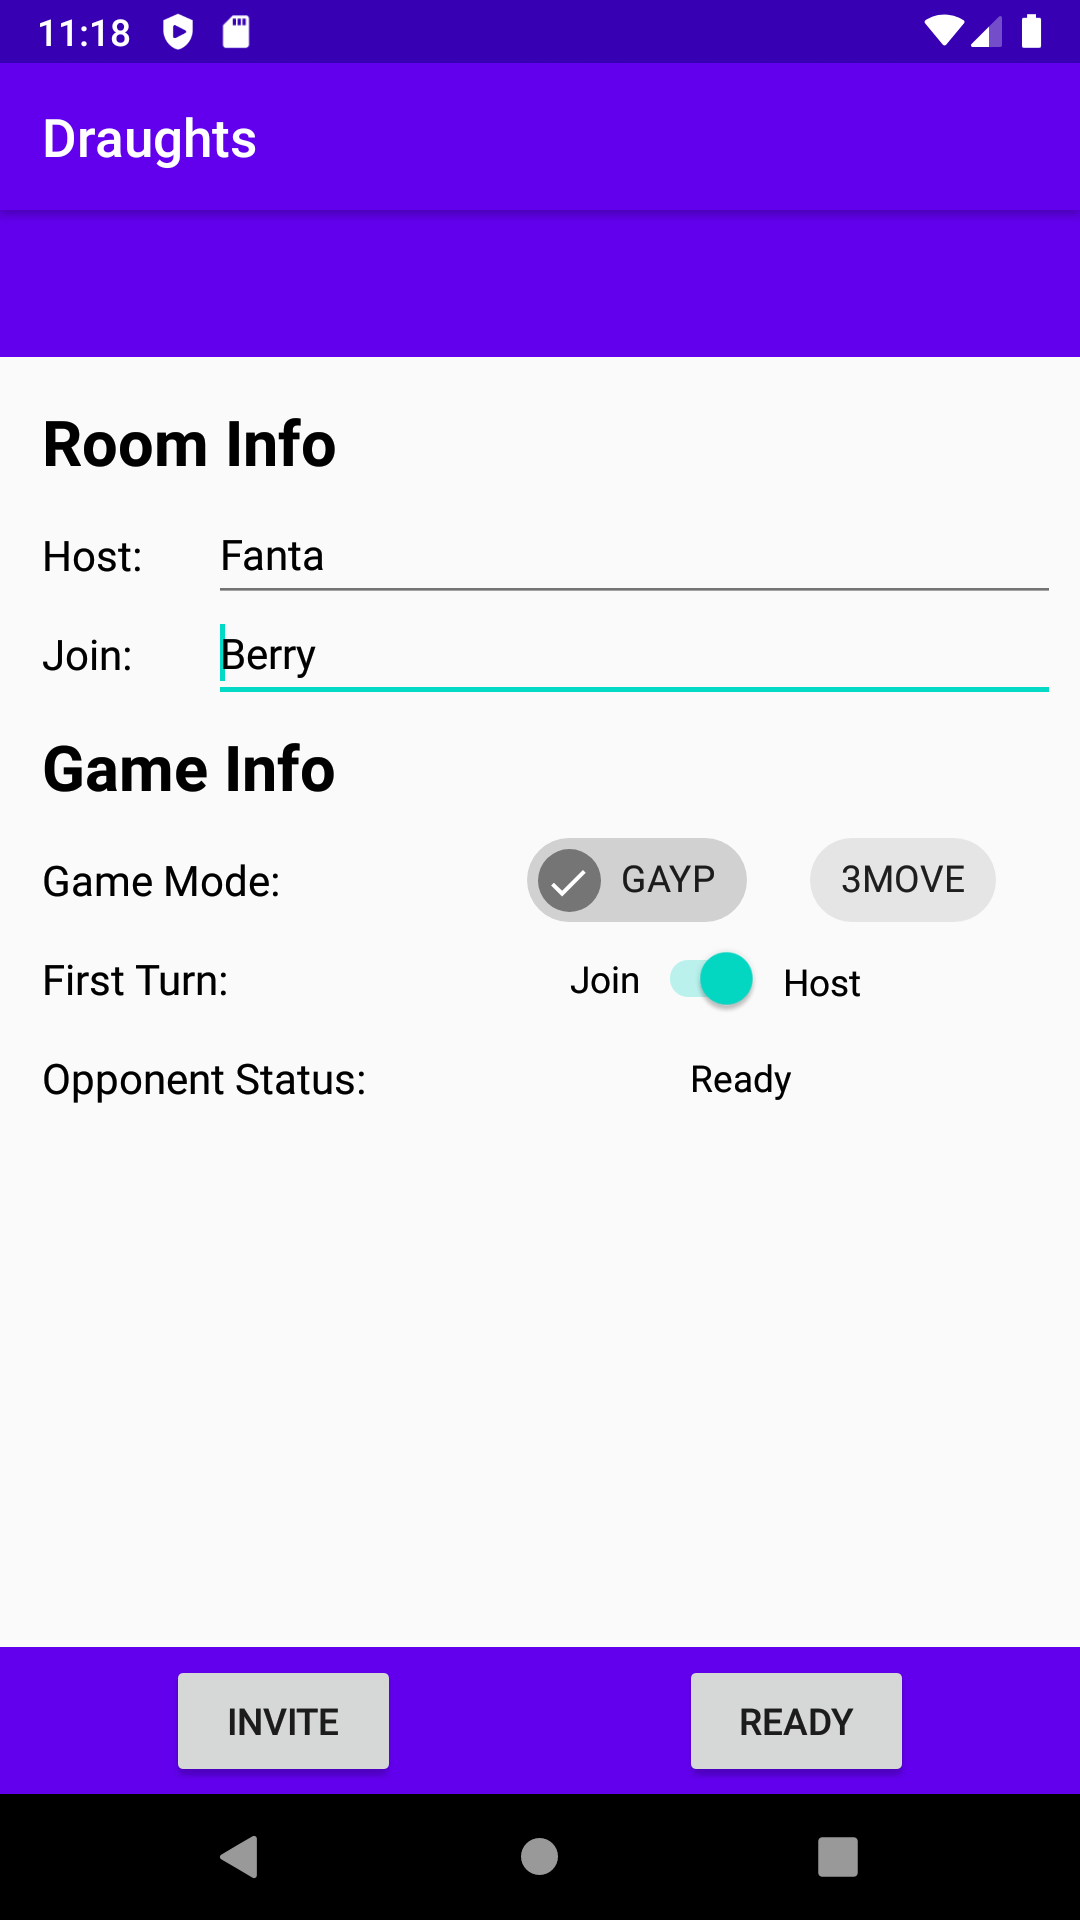 11:18
Draughts
Room Info
Host: Fanta
Join: Berry
Game Info
Game Mode: GAYP 3MOVE
First Turn: Join Host
Opponent Status: Ready
INVITE READY